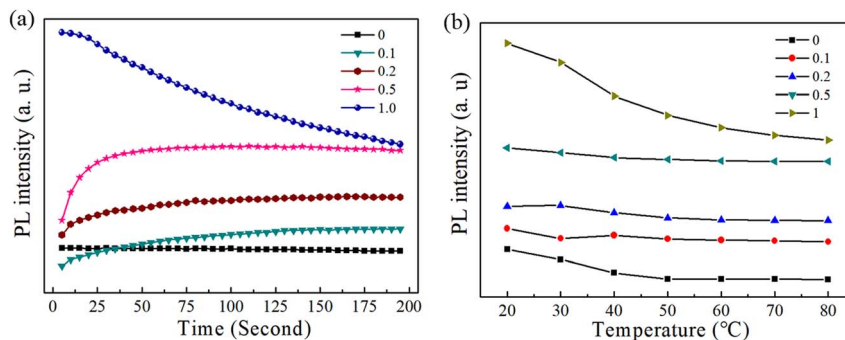 (a)
PL intensity (a. u.)
0
0.1
0.2
0.5
1.0
0 25 50 75 100 125 150 175 200
Time (Second)
(b)
PL intensity (a. u)
0
0.1
0.2
0.5
1
20 30 40 50 60 70 80
Temperature (°C)